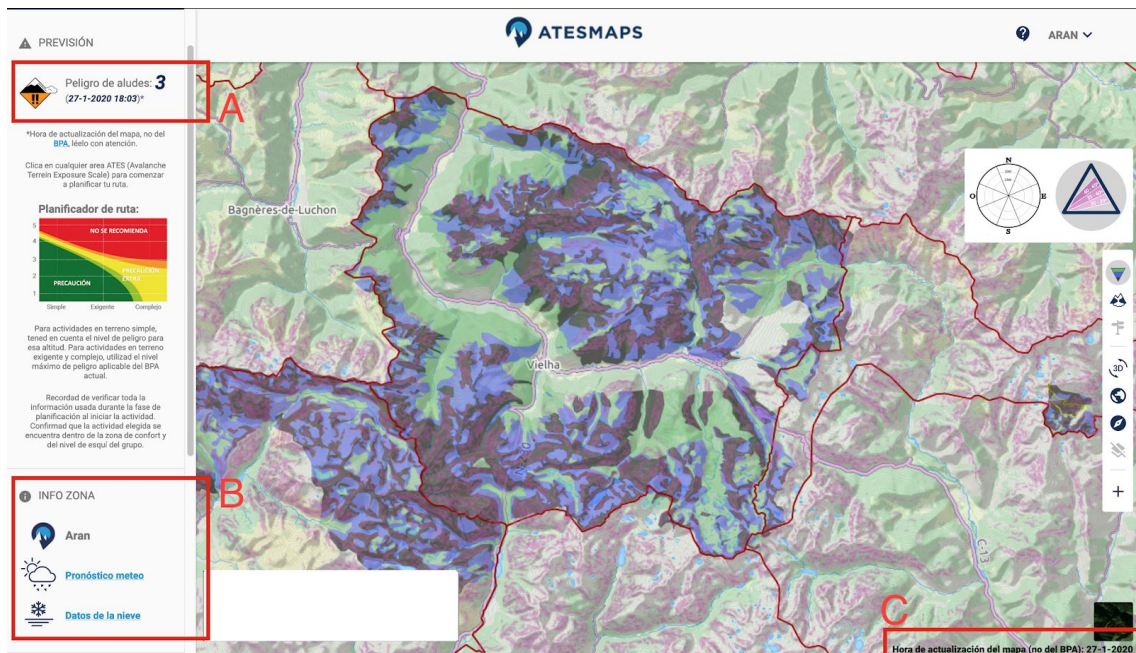 PREVISIÓN
ATESMAPS
ARAN
Peligro de aludes: 3
(27-1-2020 18:03)*
A
*Hora de actualización del mapa, no del
BPA, léelo con atención.
Clica en cualquier area ATES (Avalanche
Terrein Exposure Scale) para comenzar
a planificar tu ruta.
Planificador de ruta:
5
NO SE RECOMIENDA
4
3
PRECAUCIÓN
EXTRA
2
PRECAUCIÓN
1
Simple Exigente Complejo
Para actividades en terreno simple,
tened en cuenta el nivel de peligro para
esa altitud. Para actividades en terreno
exigente y complejo, utilizad el nivel
máximo de peligro aplicable del BPA
actual.
Recordad de verificar toda la
información usada durante la fase de
planificación al iniciar la actividad.
Confirmad que la actividad elegida se
encuentra dentro de la zona de confort y
del nivel de esquí del grupo.
INFO ZONA
B
Aran
Pronóstico meteo
Datos de la nieve
Bagnères-de-Luchon
Vielha
N
O
E
S
3D
C-13
C
Hora de actualización del mapa (no del BPA): 27-1-2020